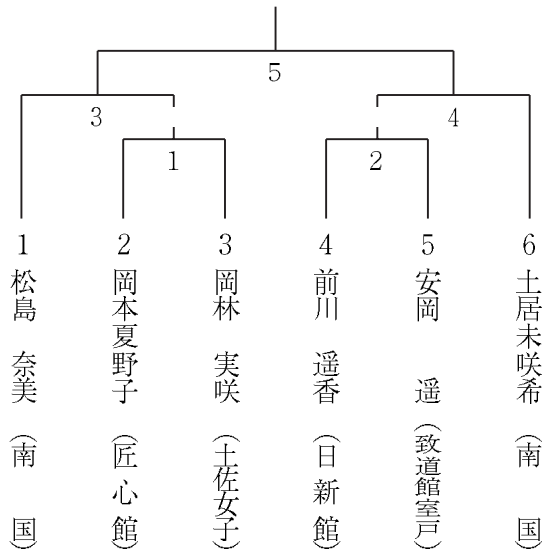 5
3
4
1
2
1
松島 奈美 (南 国)
2
岡本夏野子 (匠 心 館)
3
岡林 実咲 (土佐女子)
4
前川 遥香 (日 新 館)
5
安岡 遥 (致道館室戸)
6
土居未咲希 (南 国)